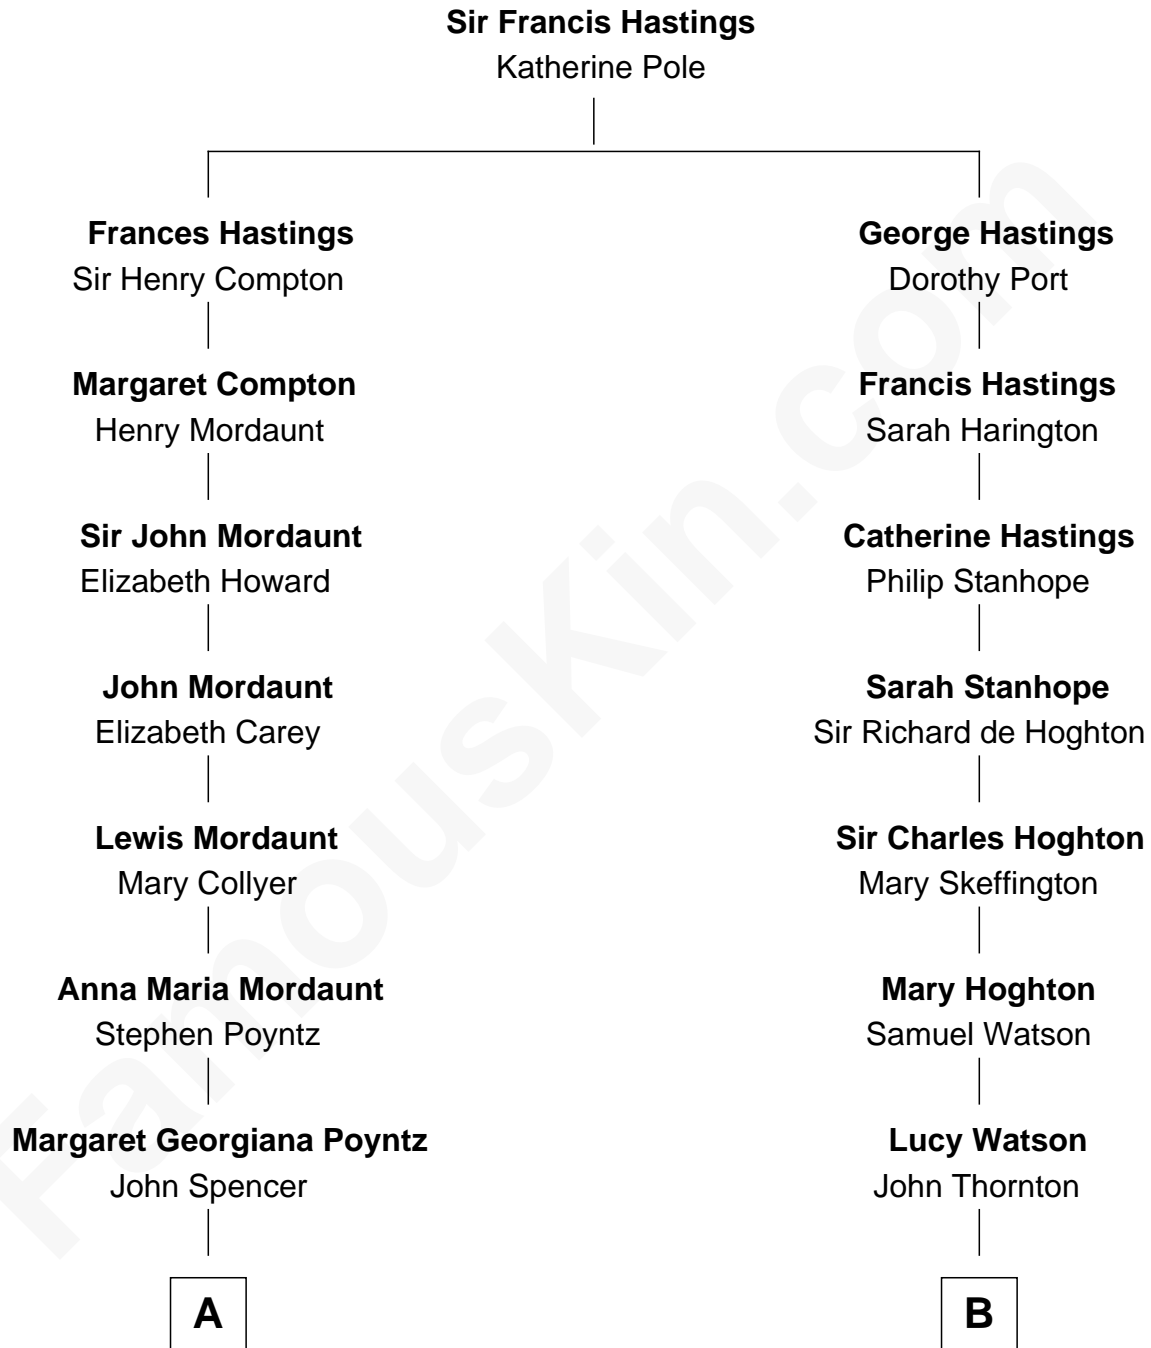 Sir Francis Hastings
Katherine Pole
Frances Hastings
Sir Henry Compton
George Hastings
Dorothy Port
Margaret Compton
Henry Mordaunt
Francis Hastings
Sarah Harington
Sir John Mordaunt
Elizabeth Howard
Catherine Hastings
Philip Stanhope
John Mordaunt
Elizabeth Carey
Sarah Stanhope
Sir Richard de Hoghton
Lewis Mordaunt
Mary Collyer
Sir Charles Hoghton
Mary Skeffington
Anna Maria Mordaunt
Stephen Poyntz
Mary Hoghton
Samuel Watson
Margaret Georgiana Poyntz
John Spencer
Lucy Watson
John Thornton
A
B
FamousKin.com